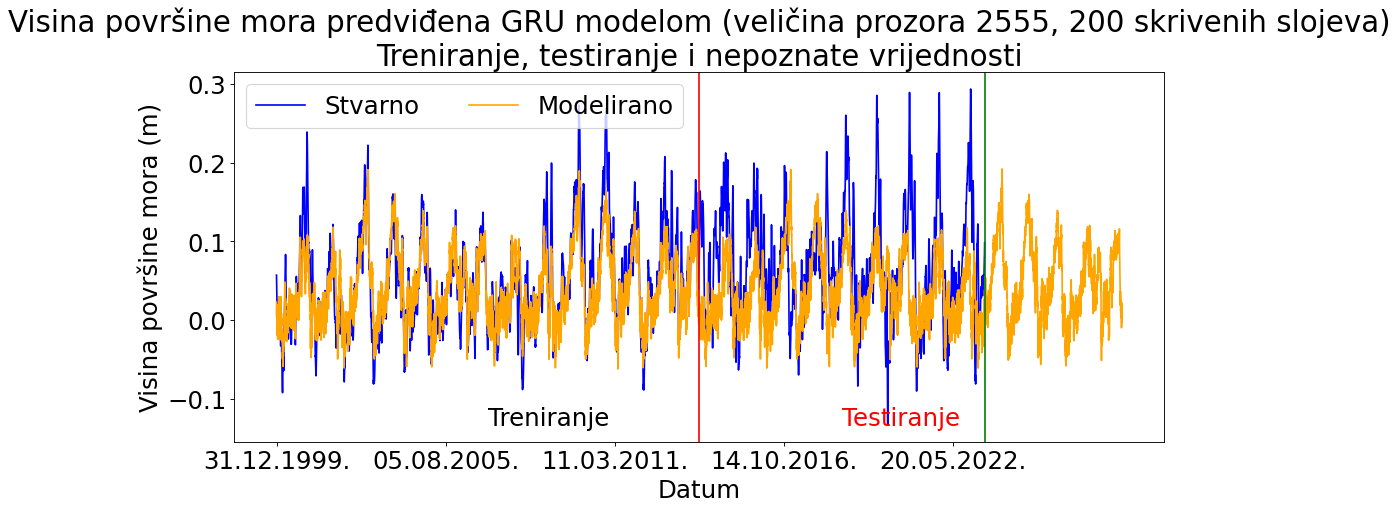 Visina površine mora predviđena GRU modelom (veličina prozora 2555, 200 skrivenih slojeva)
Treniranje, testiranje i nepoznate vrijednosti
Stvarno Modelirano
Visina površine mora (m)
0.3
0.2
0.1
0.0
−0.1
Treniranje
Testiranje
31.12.1999. 05.08.2005. 11.03.2011. 14.10.2016. 20.05.2022.
Datum